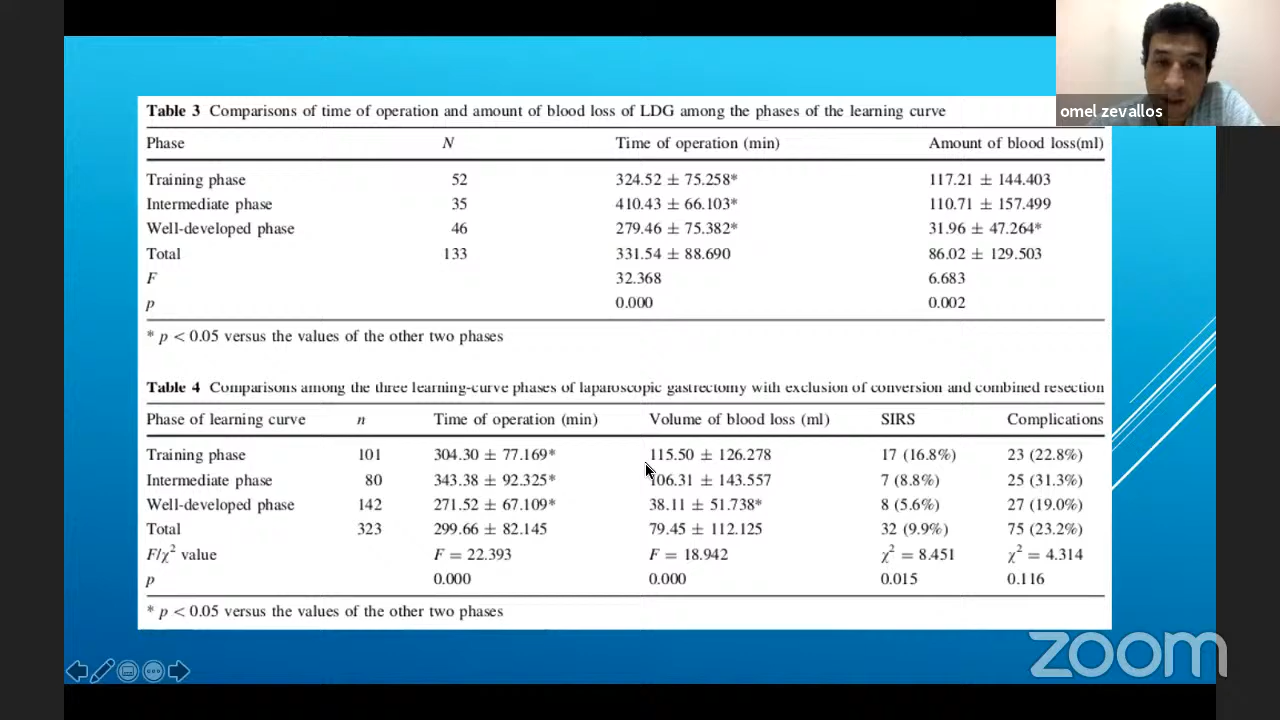 omel zevallos
Table 3 Comparisons of time of operation and amount of blood loss of LDG among the phases of the learning curve
Phase N Time of operation (min) Amount of blood loss(ml)
Training phase 52 324.52 ± 75.258* 117.21 ± 144.403
Intermediate phase 35 410.43 ± 66.103* 110.71 ± 157.499
Well-developed phase 46 279.46 ± 75.382* 31.96 ± 47.264*
Total 133 331.54 ± 88.690 86.02 ± 129.503
F 32.368 6.683
p 0.000 0.002
* p < 0.05 versus the values of the other two phases
Table 4 Comparisons among the three learning-curve phases of laparoscopic gastrectomy with exclusion of conversion and combined resection
Phase of learning curve n Time of operation (min) Volume of blood loss (ml) SIRS Complications
Training phase 101 304.30 ± 77.169* 115.50 ± 126.278 17 (16.8%) 23 (22.8%)
Intermediate phase 80 343.38 ± 92.325* 106.31 ± 143.557 7 (8.8%) 25 (31.3%)
Well-developed phase 142 271.52 ± 67.109* 38.11 ± 51.738* 8 (5.6%) 27 (19.0%)
Total 323 299.66 ± 82.145 79.45 ± 112.125 32 (9.9%) 75 (23.2%)
F/χ² value F = 22.393 F = 18.942 χ² = 8.451 χ² = 4.314
p 0.000 0.000 0.015 0.116
* p < 0.05 versus the values of the other two phases
zoom